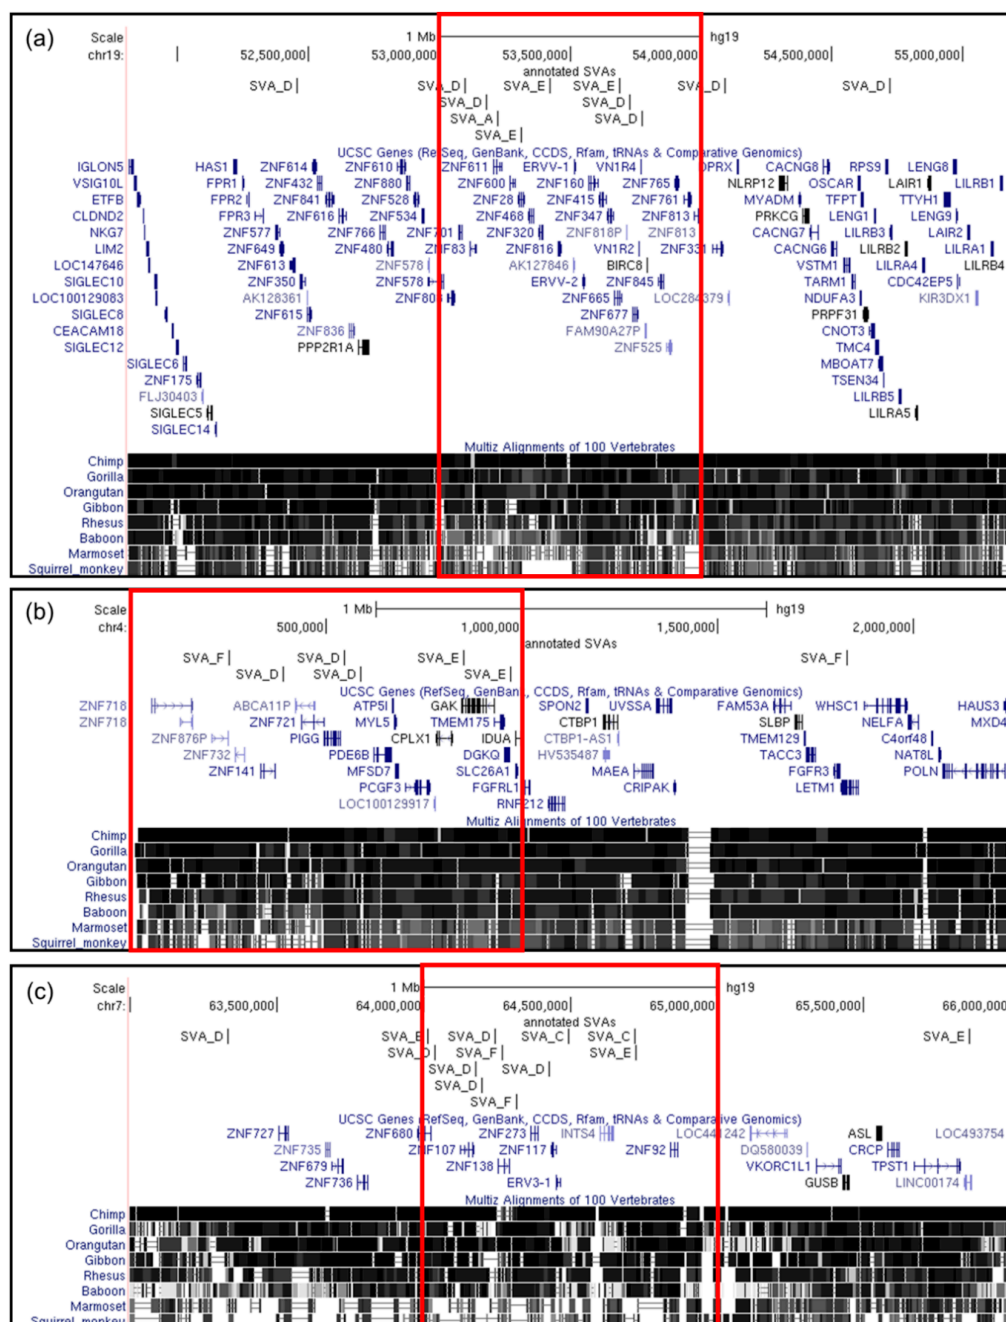 (a)
Scale 1 Mb hg19
chr19: 52,500,000 53,000,000 53,500,000 54,000,000 54,500,000 55,000,000
annotated SVAs
SVA_D SVA_D SVA_E SVA_E SVA_D SVA_D
SVA_D SVA_D
SVA_A SVA_D
SVA_E
UCSC Genes (RefSeq, GenBank, CCDS, Rfam, tRNAs & Comparative Genomics)
IGLON5 HAS1 ZNF614 ZNF610 ZNF611 ERVV-1 VN1R4 DPRX CACNG8 RPS9 LENG8
VSIG10L FPR1 ZNF432 ZNF880 ZNF600 ZNF160 ZNF765 NLRP12 OSCAR LAIR1 LILRB1
ETFB FPR2 ZNF841 ZNF528 ZNF28 ZNF415 ZNF761 MYADM TFPT TTYH1
CLDND2 FPR3 ZNF616 ZNF534 ZNF468 ZNF347 ZNF813 PRKCG LENG1 LENG9
NKG7 ZNF577 ZNF766 ZNF701 ZNF320 ZNF818P ZNF813 CACNG7 LILRB3 LAIR2
LIM2 ZNF649 ZNF480 ZNF83 ZNF816 VN1R2 ZNF331 CACNG6 LILRB2 LILRA1
LOC147646 ZNF613 ZNF578 AK127846 BIRC8 VSTM1 LILRA4 LILRB4
SIGLEC10 ZNF350 ZNF578 ERVV-2 ZNF845 TARM1 CDC42EP5
LOC100129083 AK128361 ZNF808 ZNF665 LOC284379 NDUFA3 KIR3DX1
SIGLEC8 ZNF615 ZNF677 PRPF31
CEACAM18 ZNF836 FAM90A27P CNOT3
SIGLEC12 PPP2R1A ZNF525 TMC4
SIGLEC6 MBOAT7
ZNF175 TSEN34
FLJ30403 LILRB5
SIGLEC5 LILRA5
SIGLEC14
Multiz Alignments of 100 Vertebrates
Chimp
Gorilla
Orangutan
Gibbon
Rhesus
Baboon
Marmoset
Squirrel_monkey
(b)
Scale 1 Mb hg19
chr4: 500,000 1,000,000 1,500,000 2,000,000
annotated SVAs
SVA_F SVA_D SVA_E SVA_F
SVA_D SVA_D SVA_E
UCSC Genes (RefSeq, GenBank, CCDS, Rfam, tRNAs & Comparative Genomics)
ZNF718 ABCA11P ATP5I GAK SPON2 UVSSA FAM53A WHSC1 HAUS3
ZNF718 ZNF721 MYL5 TMEM175 CTBP1 SLBP NELFA MXD4
ZNF876P PIGG CPLX1 IDUA CTBP1-AS1 TMEM129 C4orf48
ZNF732 PDE6B DGKQ HV535487 TACC3 NAT8L
ZNF141 MFSD7 SLC26A1 MAEA FGFR3 POLN
PCGF3 FGFRL1 CRIPAK LETM1
LOC100129917 RNF212
Multiz Alignments of 100 Vertebrates
Chimp
Gorilla
Orangutan
Gibbon
Rhesus
Baboon
Marmoset
Squirrel_monkey
(c)
Scale 1 Mb hg19
chr7: 63,500,000 64,000,000 64,500,000 65,000,000 65,500,000 66,000,000
annotated SVAs
SVA_D SVA_E SVA_D SVA_C SVA_C SVA_E
SVA_D SVA_F SVA_E
SVA_D SVA_D
SVA_D
SVA_F
UCSC Genes (RefSeq, GenBank, CCDS, Rfam, tRNAs & Comparative Genomics)
ZNF727 ZNF680 ZNF273 INTS4 LOC441242 ASL LOC493754
ZNF735 ZNF107 ZNF117 ZNF92 DQ580039 CRCP
ZNF679 ZNF138 VKORC1L1 TPST1
ZNF736 ERV3-1 GUSB LINC00174
Multiz Alignments of 100 Vertebrates
Chimp
Gorilla
Orangutan
Gibbon
Rhesus
Baboon
Marmoset
Squirrel_monkey